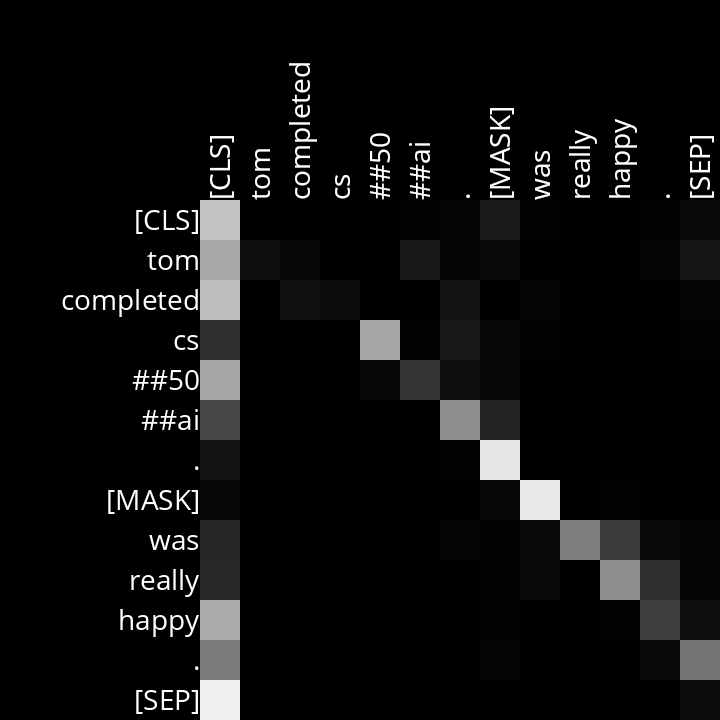 [CLS] tom completed cs ##50 ##ai . [MASK] was really happy . [SEP]
[CLS]
tom
completed
cs
##50
##ai
.
[MASK]
was
really
happy
.
[SEP]